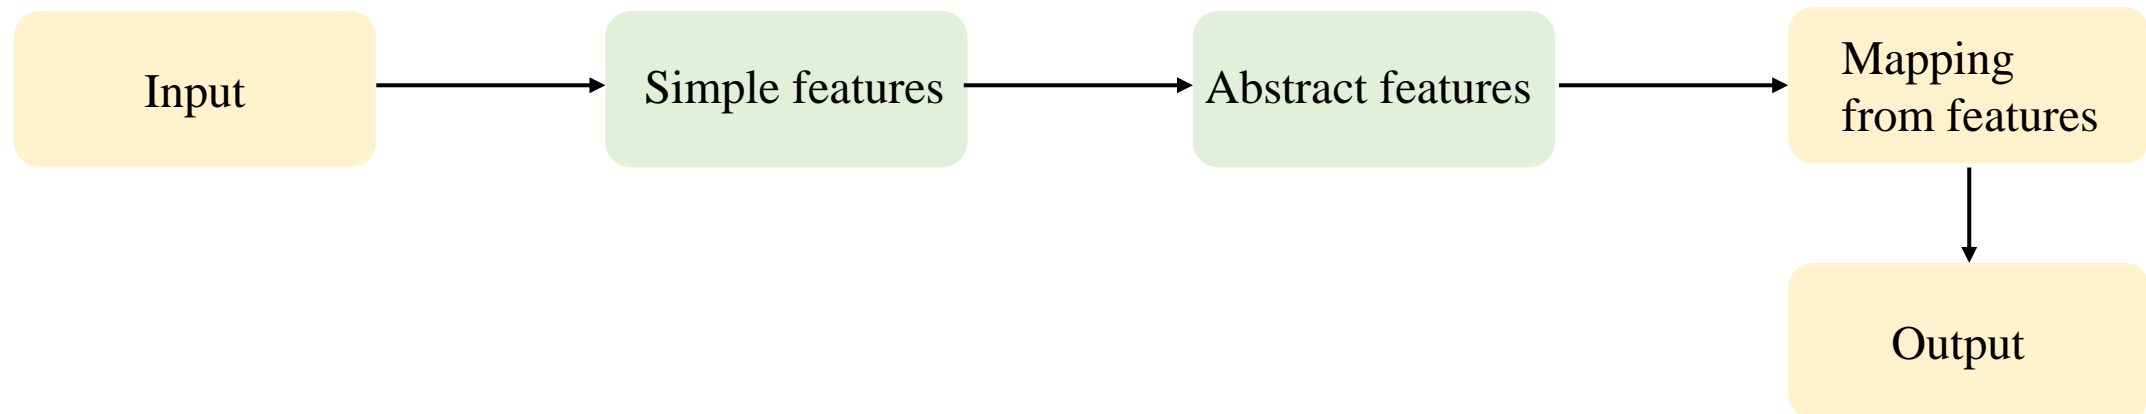 Input
Simple features
Abstract features
Mapping
from features
Output